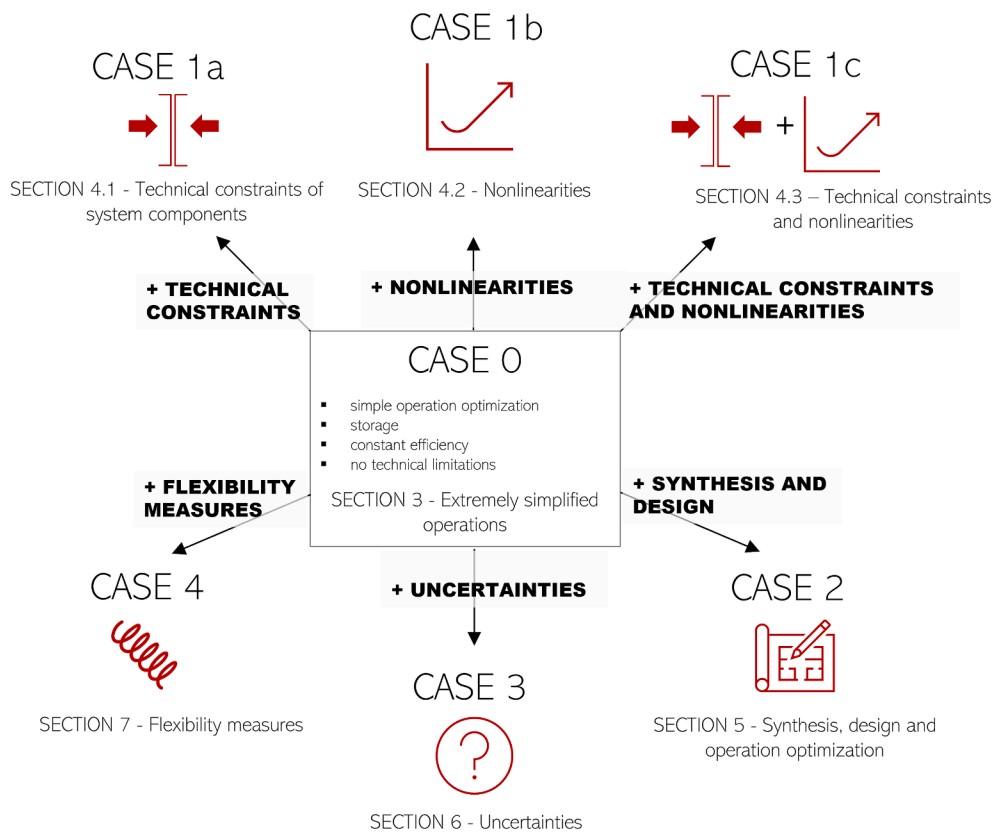 CASE 1a
CASE 1b
CASE 1c
+
SECTION 4.1 - Technical constraints of
system components
SECTION 4.2 - Nonlinearities
SECTION 4.3 – Technical constraints
and nonlinearities
+ TECHNICAL
CONSTRAINTS
+ NONLINEARITIES
+ TECHNICAL CONSTRAINTS
AND NONLINEARITIES
CASE 0
▪ simple operation optimization
▪ storage
▪ constant efficiency
▪ no technical limitations
SECTION 3 - Extremely simplified
operations
+ FLEXIBILITY
MEASURES
+ SYNTHESIS AND
DESIGN
+ UNCERTAINTIES
CASE 4
SECTION 7 - Flexibility measures
CASE 3
?
SECTION 6 - Uncertainties
CASE 2
SECTION 5 - Synthesis, design and
operation optimization